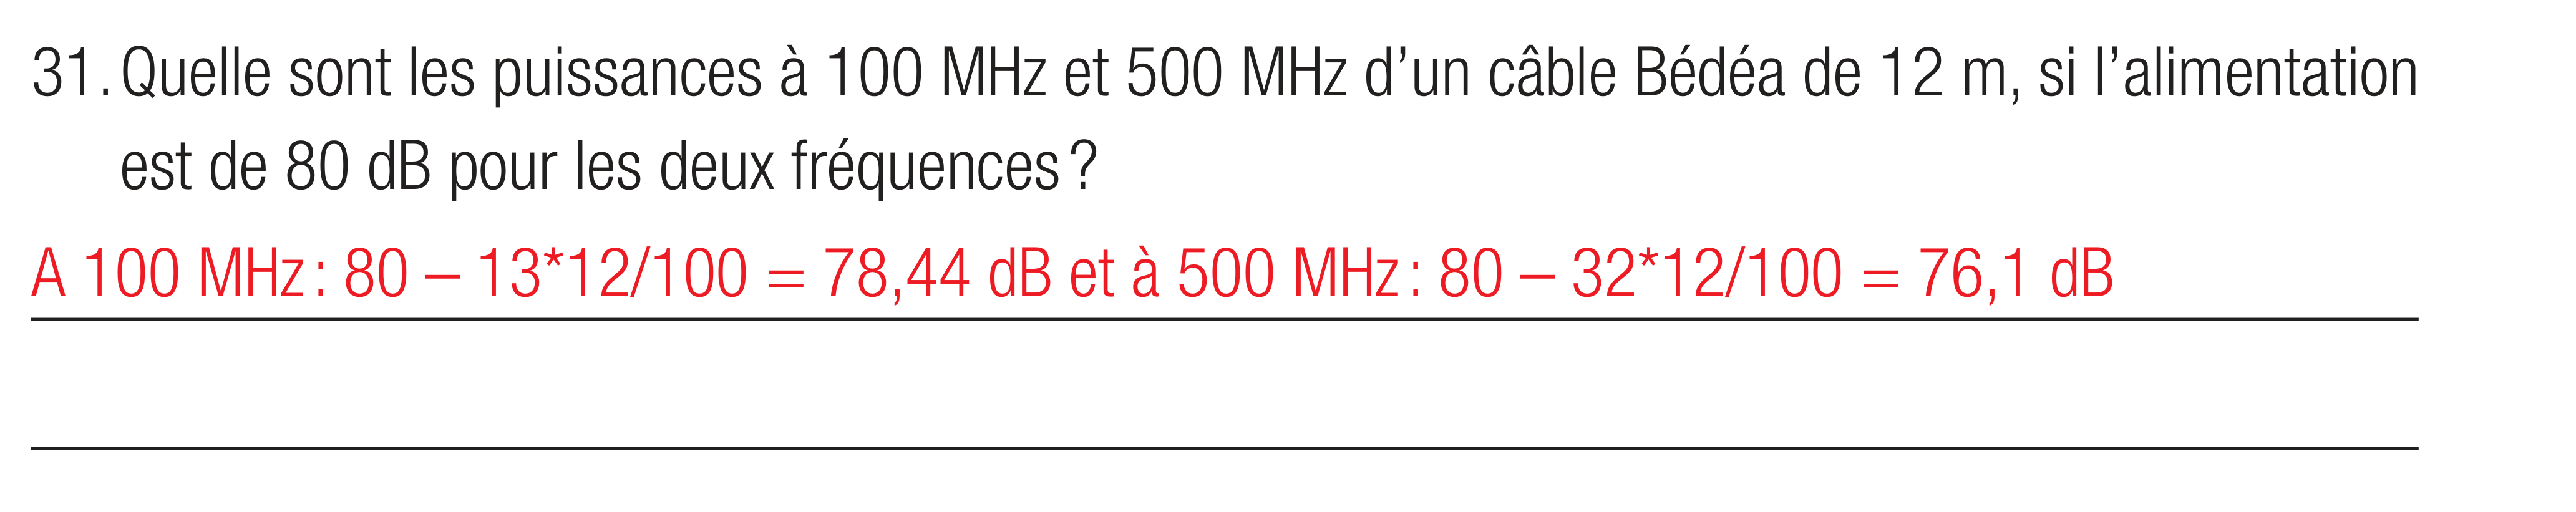 31. Quelle sont les puissances à 100 MHz et 500 MHz d’un câble Bédéa de 12 m, si l’alimentation
est de 80 dB pour les deux fréquences ?
A 100 MHz : 80 – 13*12/100 = 78,44 dB et à 500 MHz : 80 – 32*12/100 = 76,1 dB